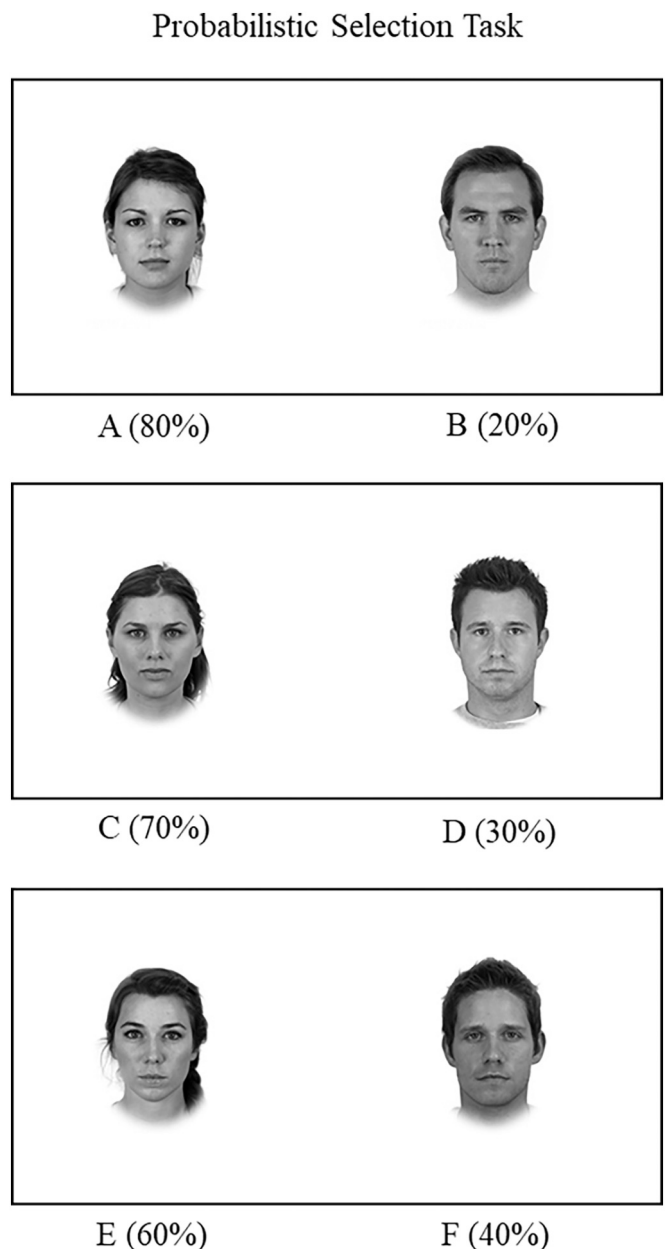 Probabilistic Selection Task
A (80%) B (20%)
C (70%) D (30%)
E (60%) F (40%)